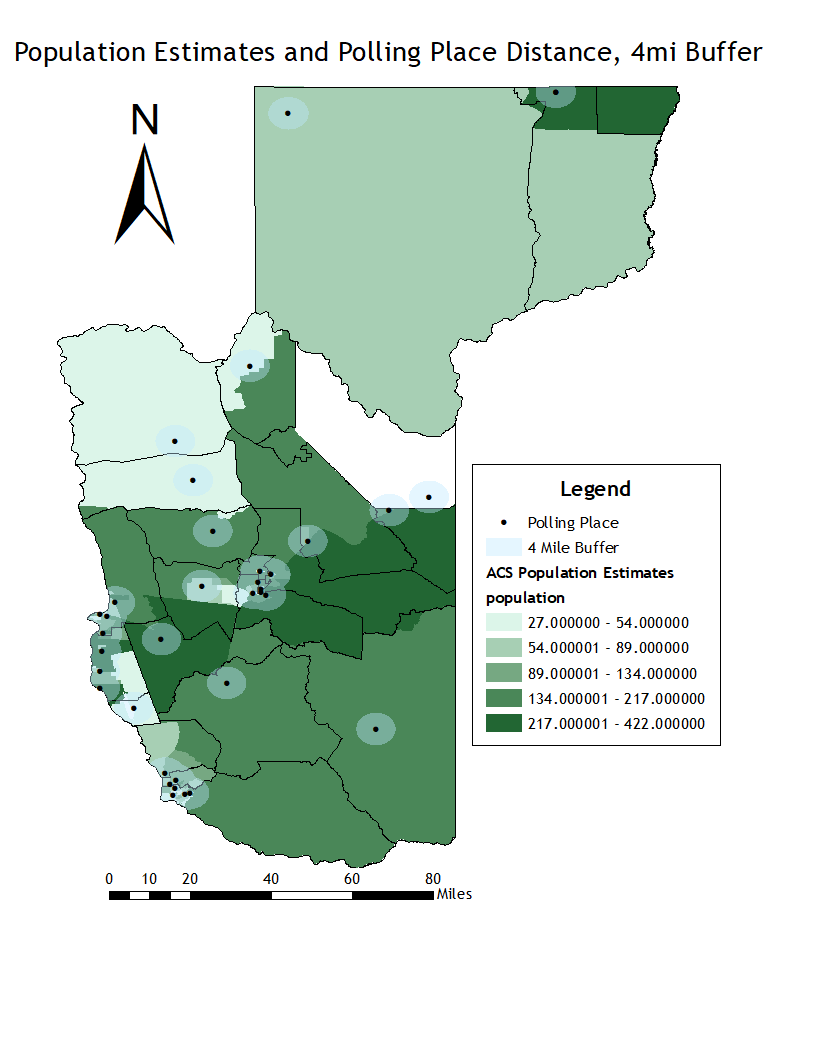 Population Estimates and Polling Place Distance, 4mi Buffer
N
Legend
Polling Place
4 Mile Buffer
ACS Population Estimates
population
27.000000 - 54.000000
54.000001 - 89.000000
89.000001 - 134.000000
134.000001 - 217.000000
217.000001 - 422.000000
0 10 20 40 60 80
Miles